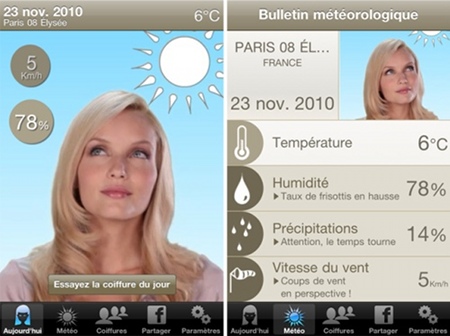 23 nov. 2010
6°C
Paris 08 Elysée
5
Km/h
78%
Essayez la coiffure du jour
Aujourd'hui
Météo
Coiffures
Partager
Paramètres
Bulletin météorologique
PARIS 08 ÉL...
FRANCE
23 nov. 2010
Température
6°C
Humidité
78%
▶ Taux de frisottis en hausse
Précipitations
14%
▶ Attention, le temps tourne
Vitesse du vent
5Km/h
▶ Coups de vent
en perspective !
Aujourd'hui
Météo
Coiffures
Partager
Paramètres